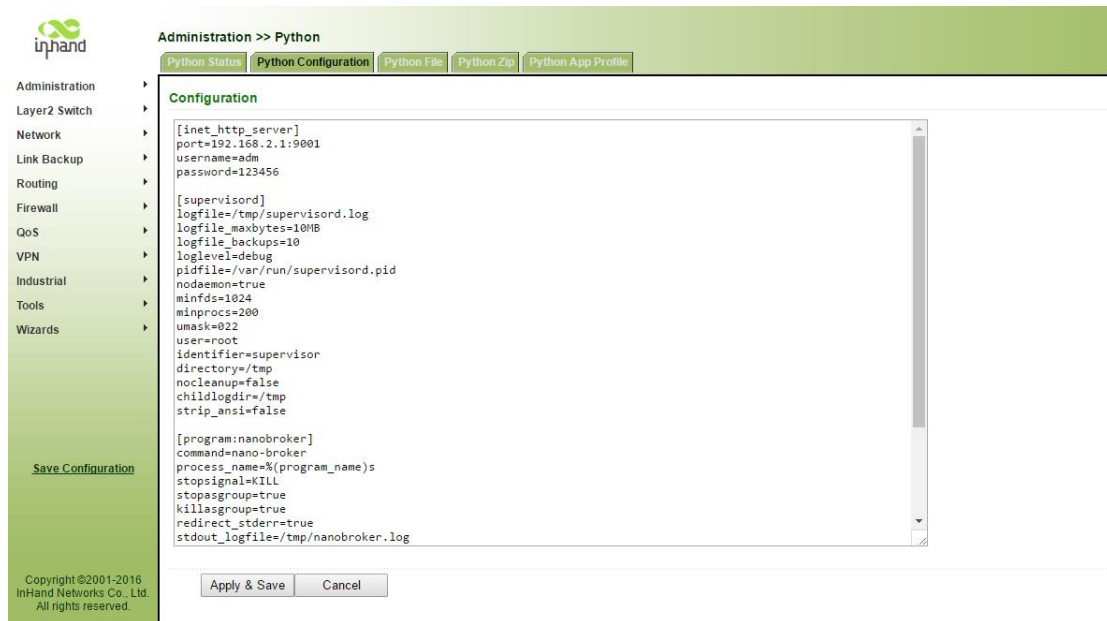 inhand
Administration >> Python
Python Status
Python Configuration
Python File
Python Zip
Python App Profile
Administration
Layer2 Switch
Network
Link Backup
Routing
Firewall
QoS
VPN
Industrial
Tools
Wizards
Save Configuration
Copyright ©2001-2016
InHand Networks Co., Ltd.
All rights reserved.
Configuration
[inet_http_server]
port=192.168.2.1:9001
username=adm
password=123456
[supervisord]
logfile=/tmp/supervisord.log
logfile_maxbytes=10MB
logfile_backups=10
loglevel=debug
pidfile=/var/run/supervisord.pid
nodaemon=true
minfds=1024
minprocs=200
umask=022
user=root
identifier=supervisor
directory=/tmp
nocleanup=false
childlogdir=/tmp
strip_ansi=false
[program:nanobroker]
command=nano-broker
process_name=%(program_name)s
stopsignal=KILL
stopasgroup=true
killasgroup=true
redirect_stderr=true
stdout_logfile=/tmp/nanobroker.log
Apply & Save
Cancel